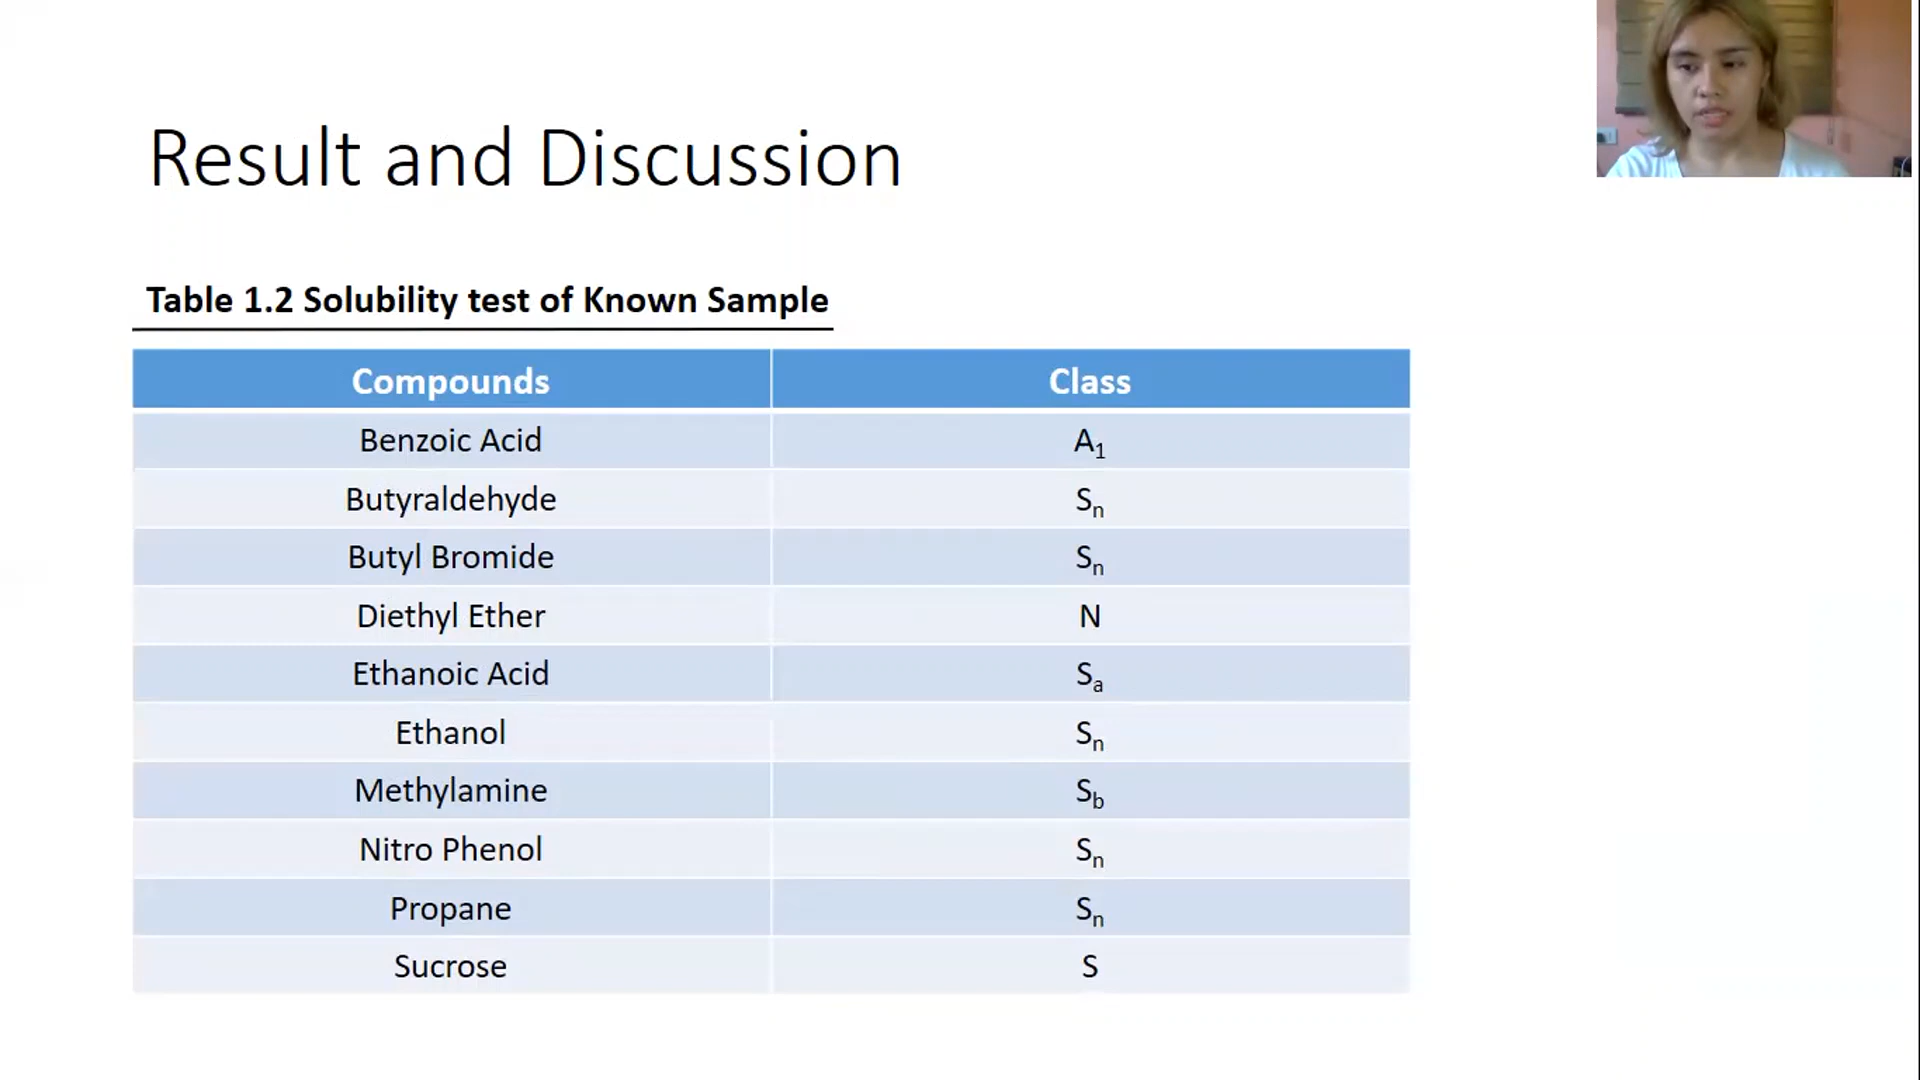 Result and Discussion
Table 1.2 Solubility test of Known Sample
Compounds Class
Benzoic Acid A₁
Butyraldehyde Sₙ
Butyl Bromide Sₙ
Diethyl Ether N
Ethanoic Acid Sₐ
Ethanol Sₙ
Methylamine S_b
Nitro Phenol Sₙ
Propane Sₙ
Sucrose S